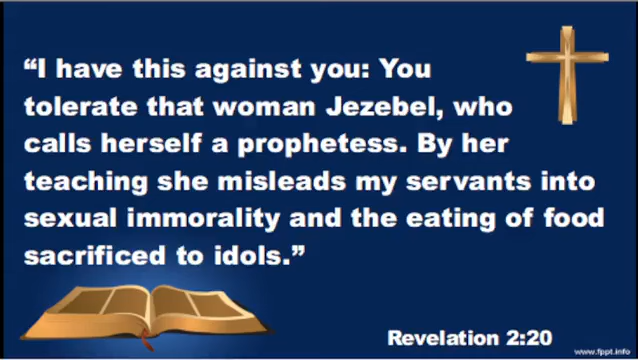 “I have this against you: You
tolerate that woman Jezebel, who
calls herself a prophetess. By her
teaching she misleads my servants into
sexual immorality and the eating of food
sacrificed to idols.”
Revelation 2:20
www.fppt.info